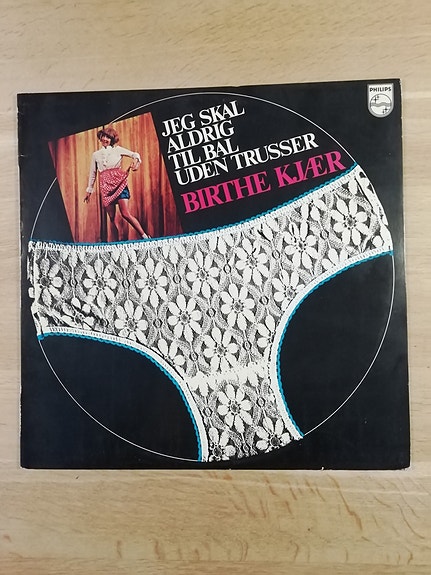 PHILIPS
JEG SKAL
ALDRIG
TIL BAL
UDEN TRUSSER
BIRTHE KJÆR